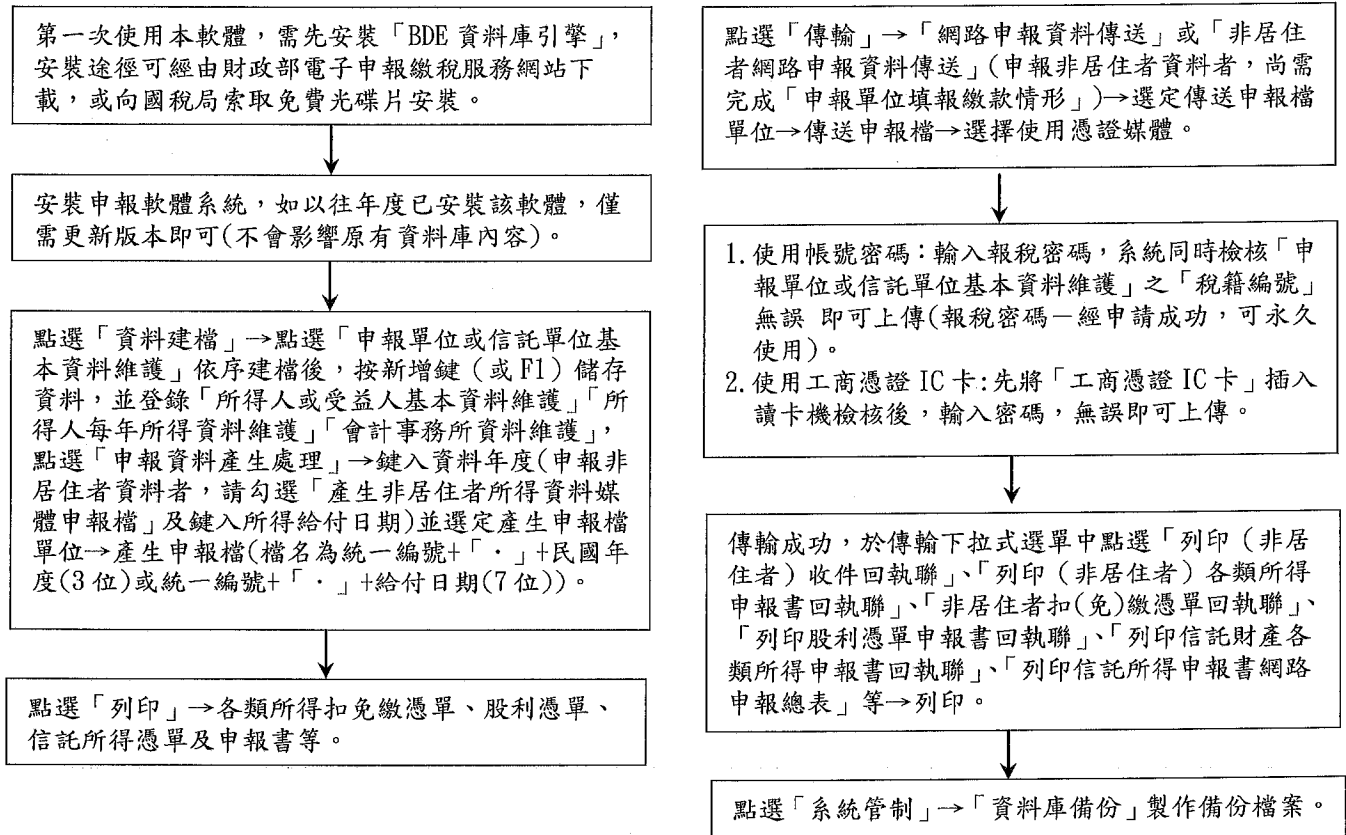 第一次使用本軟體，需先安裝「BDE 資料庫引擎」，
安裝途徑可經由財政部電子申報繳稅服務網站下
載，或向國稅局索取免費光碟片安裝。
安裝申報軟體系統，如以往年度已安裝該軟體，僅
需更新版本即可(不會影響原有資料庫內容)。
點選「資料建檔」→點選「申報單位或信託單位基
本資料維護」依序建檔後，按新增鍵（或 F1）儲存
資料，並登錄「所得人或受益人基本資料維護」「所
得人每年所得資料維護」「會計事務所資料維護」，
點選「申報資料產生處理」→鍵入資料年度(申報非
居住者資料者，請勾選「產生非居住者所得資料媒
體申報檔」及鍵入所得給付日期)並選定產生申報檔
單位→產生申報檔(檔名為統一編號+「．」+民國年
度(3 位)或統一編號+「．」+給付日期(7 位))。
點選「列印」→各類所得扣免繳憑單、股利憑單、
信託所得憑單及申報書等。
點選「傳輸」→「網路申報資料傳送」或「非居住
者網路申報資料傳送」(申報非居住者資料者，尚需
完成「申報單位填報繳款情形」)→選定傳送申報檔
單位→傳送申報檔→選擇使用憑證媒體。
1. 使用帳號密碼：輸入報稅密碼，系統同時檢核「申
報單位或信託單位基本資料維護」之「稅籍編號」
無誤 即可上傳(報稅密碼－經申請成功，可永久
使用)。
2. 使用工商憑證 IC 卡:先將「工商憑證 IC 卡」插入
讀卡機檢核後，輸入密碼，無誤即可上傳。
傳輸成功，於傳輸下拉式選單中點選「列印（非居
住者）收件回執聯」、「列印（非居住者）各類所得
申報書回執聯」、「非居住者扣(免)繳憑單回執聯」、
「列印股利憑單申報書回執聯」、「列印信託財產各
類所得申報書回執聯」、「列印信託所得申報書網路
申報總表」等→列印。
點選「系統管制」→「資料庫備份」製作備份檔案。